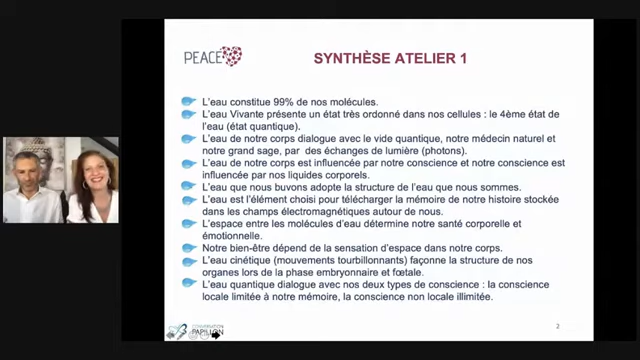 PEACE
SYNTHÈSE ATELIER 1
L'eau constitue 99% de nos molécules.
L'eau Vivante présente un état très ordonné dans nos cellules : le 4ème état de
l'eau (état quantique).
L'eau de notre corps dialogue avec le vide quantique, notre médecin naturel et
notre grand sage, par des échanges de lumière (photons).
L'eau de notre corps est influencée par notre conscience et notre conscience est
influencée par nos liquides corporels.
L'eau que nous buvons adopte la structure de l'eau que nous sommes.
L'eau est l'élément choisi pour télécharger la mémoire de notre histoire stockée
dans les champs électromagnétiques autour de nous.
L'espace entre les molécules d'eau détermine notre santé corporelle et
émotionnelle.
Notre bien-être dépend de la sensation d'espace dans notre corps.
L'eau cinétique (mouvements tourbillonnants) façonne la structure de nos
organes lors de la phase embryonnaire et fœtale.
L'eau quantique dialogue avec nos deux types de conscience : la conscience
locale limitée à notre mémoire, la conscience non locale illimitée.
PAPILLON
2